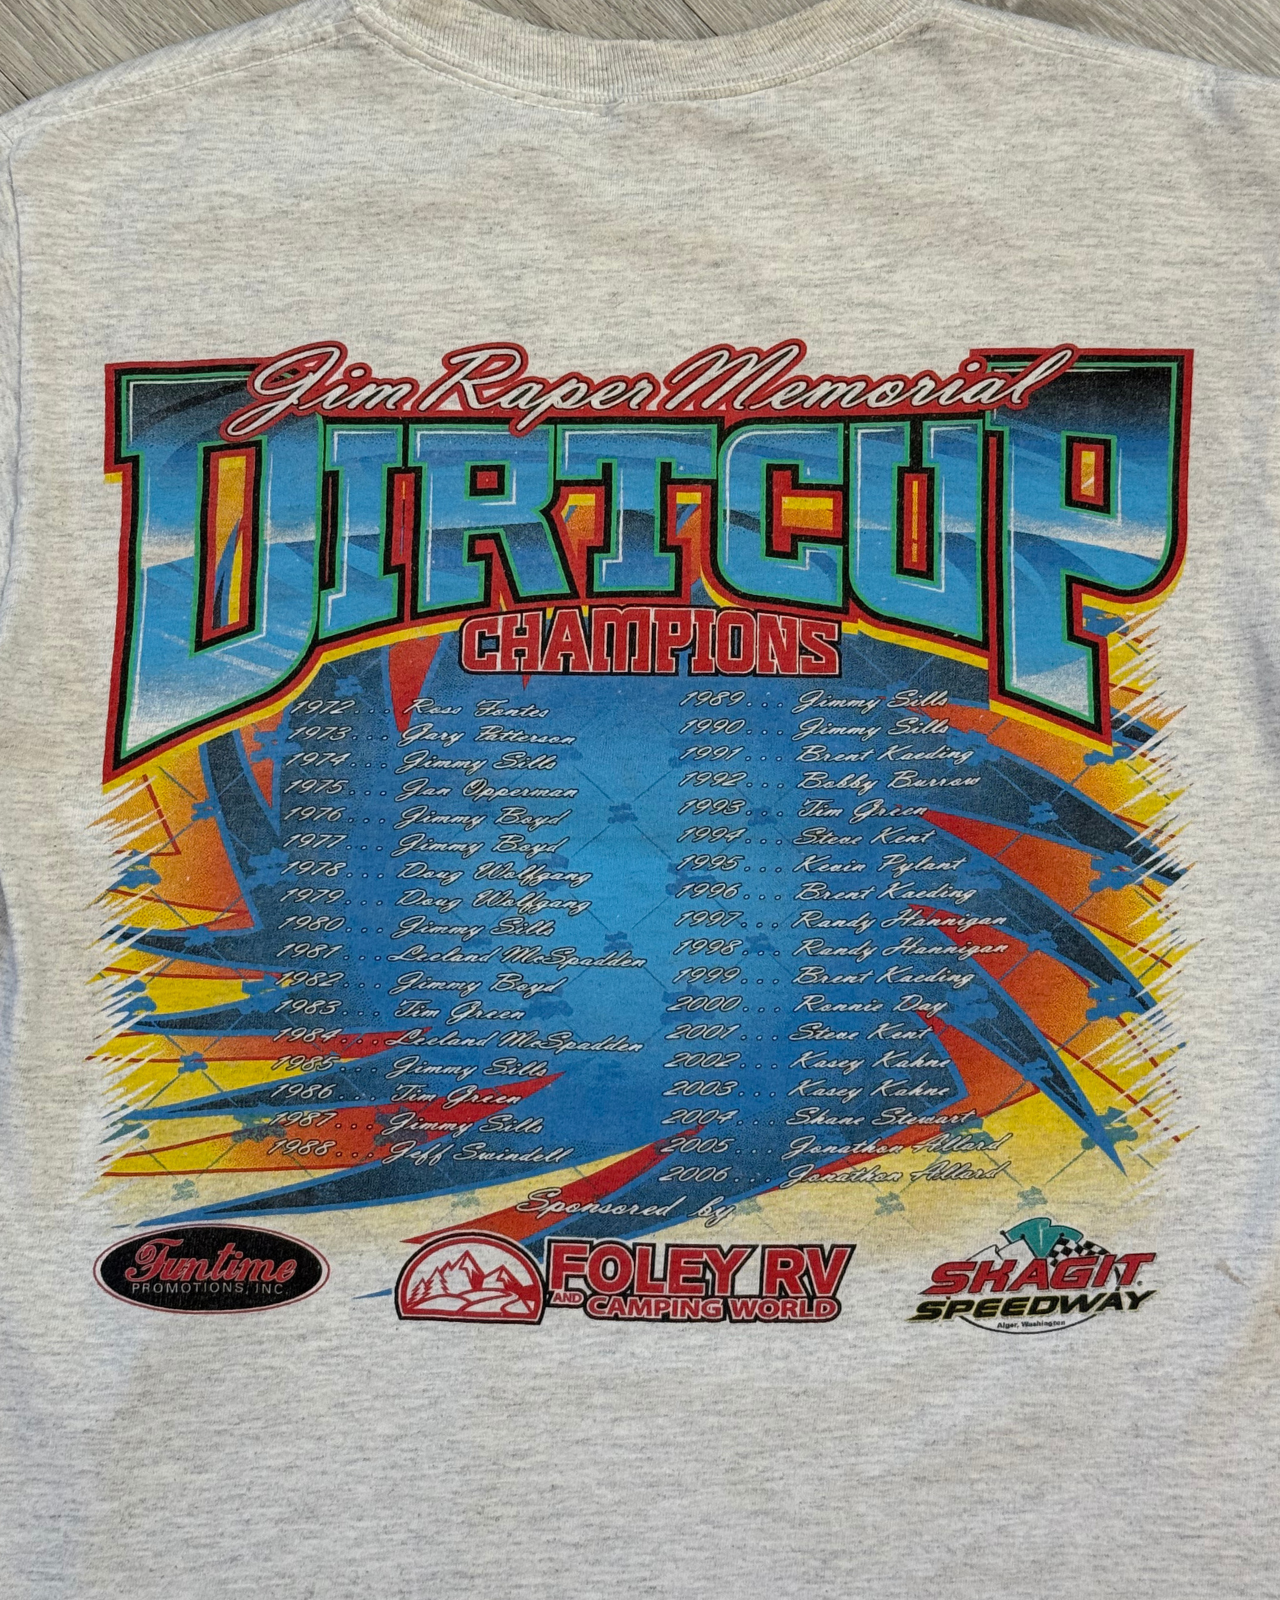 Jim Raper Memorial
DIRTCUP
CHAMPIONS
1972... Ross Fontes
1973... Gary Patterson
1974... Jimmy Sills
1975... Jan Opperman
1976... Jimmy Boyd
1977... Jimmy Boyd
1978... Doug Wolfgang
1979... Doug Wolfgang
1980... Jimmy Sills
1981... Leeland McSpadden
1982... Jimmy Boyd
1983... Tim Green
1984... Leeland McSpadden
1985... Jimmy Sills
1986... Tim Green
1987... Jimmy Sills
1988... Jeff Swindell
1989... Jimmy Sills
1990... Jimmy Sills
1991... Brent Kaeding
1992... Bobby Burrow
1993... Tim Green
1994... Steve Kent
1995... Kevin Pylant
1996... Brent Kaeding
1997... Randy Hannigan
1998... Randy Hannigan
1999... Brent Kaeding
2000... Ronnie Day
2001... Steve Kent
2002... Kasey Kahne
2003... Kasey Kahne
2004... Shane Stewart
2005... Jonathon Allard
2006... Jonathon Allard
Sponsored by
Funtime
PROMOTIONS, INC.
FOLEY RV
AND CAMPING WORLD
SKAGIT
SPEEDWAY
Alger, Washington